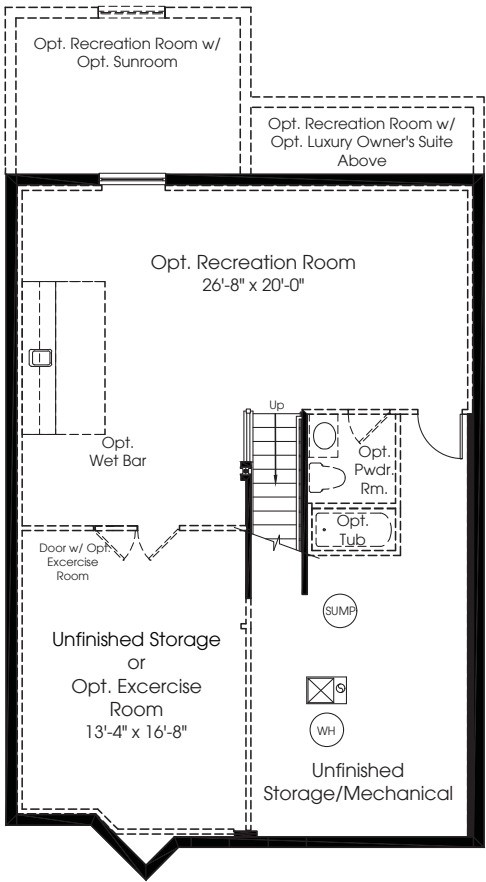 Opt. Recreation Room w/
Opt. Sunroom
Opt. Recreation Room w/
Opt. Luxury Owner's Suite
Above
Opt. Recreation Room
26'-8" x 20'-0"
Up
Opt.
Wet Bar
Opt.
Pwdr.
Rm.
Opt.
Tub
Door w/ Opt.
Excercise
Room
SUMP
Unfinished Storage
or
Opt. Excercise
Room
13'-4" x 16'-8"
WH
Unfinished
Storage/Mechanical